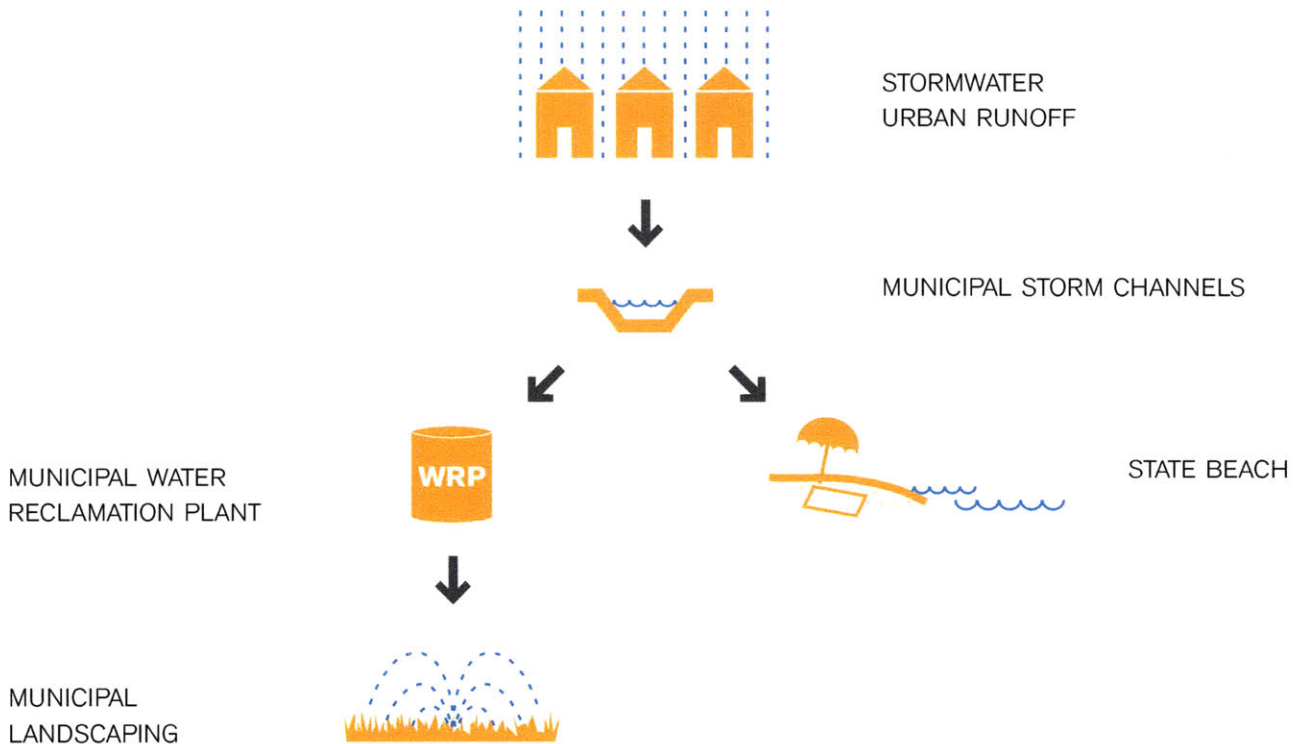 STORMWATER
URBAN RUNOFF
MUNICIPAL STORM CHANNELS
MUNICIPAL WATER
RECLAMATION PLANT
WRP
STATE BEACH
MUNICIPAL
LANDSCAPING